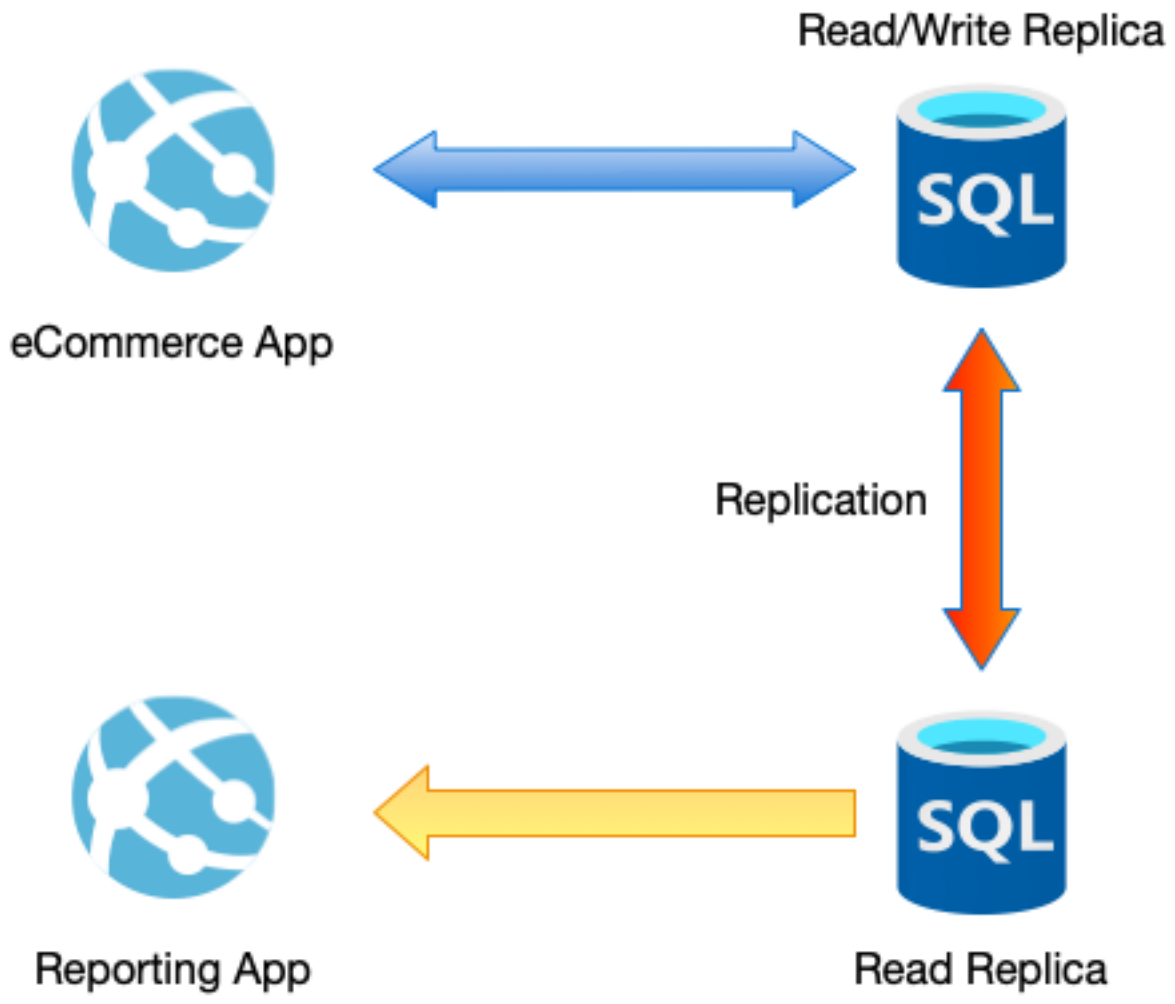 Read/Write Replica
SQL
eCommerce App
Replication
SQL
Reporting App
Read Replica